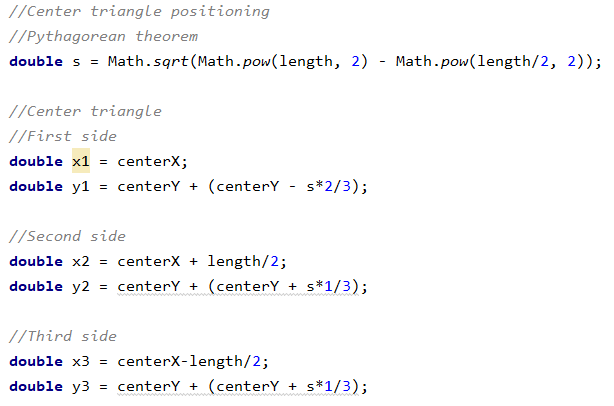 //Center triangle positioning
//Pythagorean theorem
double s = Math.sqrt(Math.pow(length, 2) - Math.pow(length/2, 2));
//Center triangle
//First side
double x1 = centerX;
double y1 = centerY + (centerY - s*2/3);
//Second side
double x2 = centerX + length/2;
double y2 = centerY + (centerY + s*1/3);
//Third side
double x3 = centerX-length/2;
double y3 = centerY + (centerY + s*1/3);